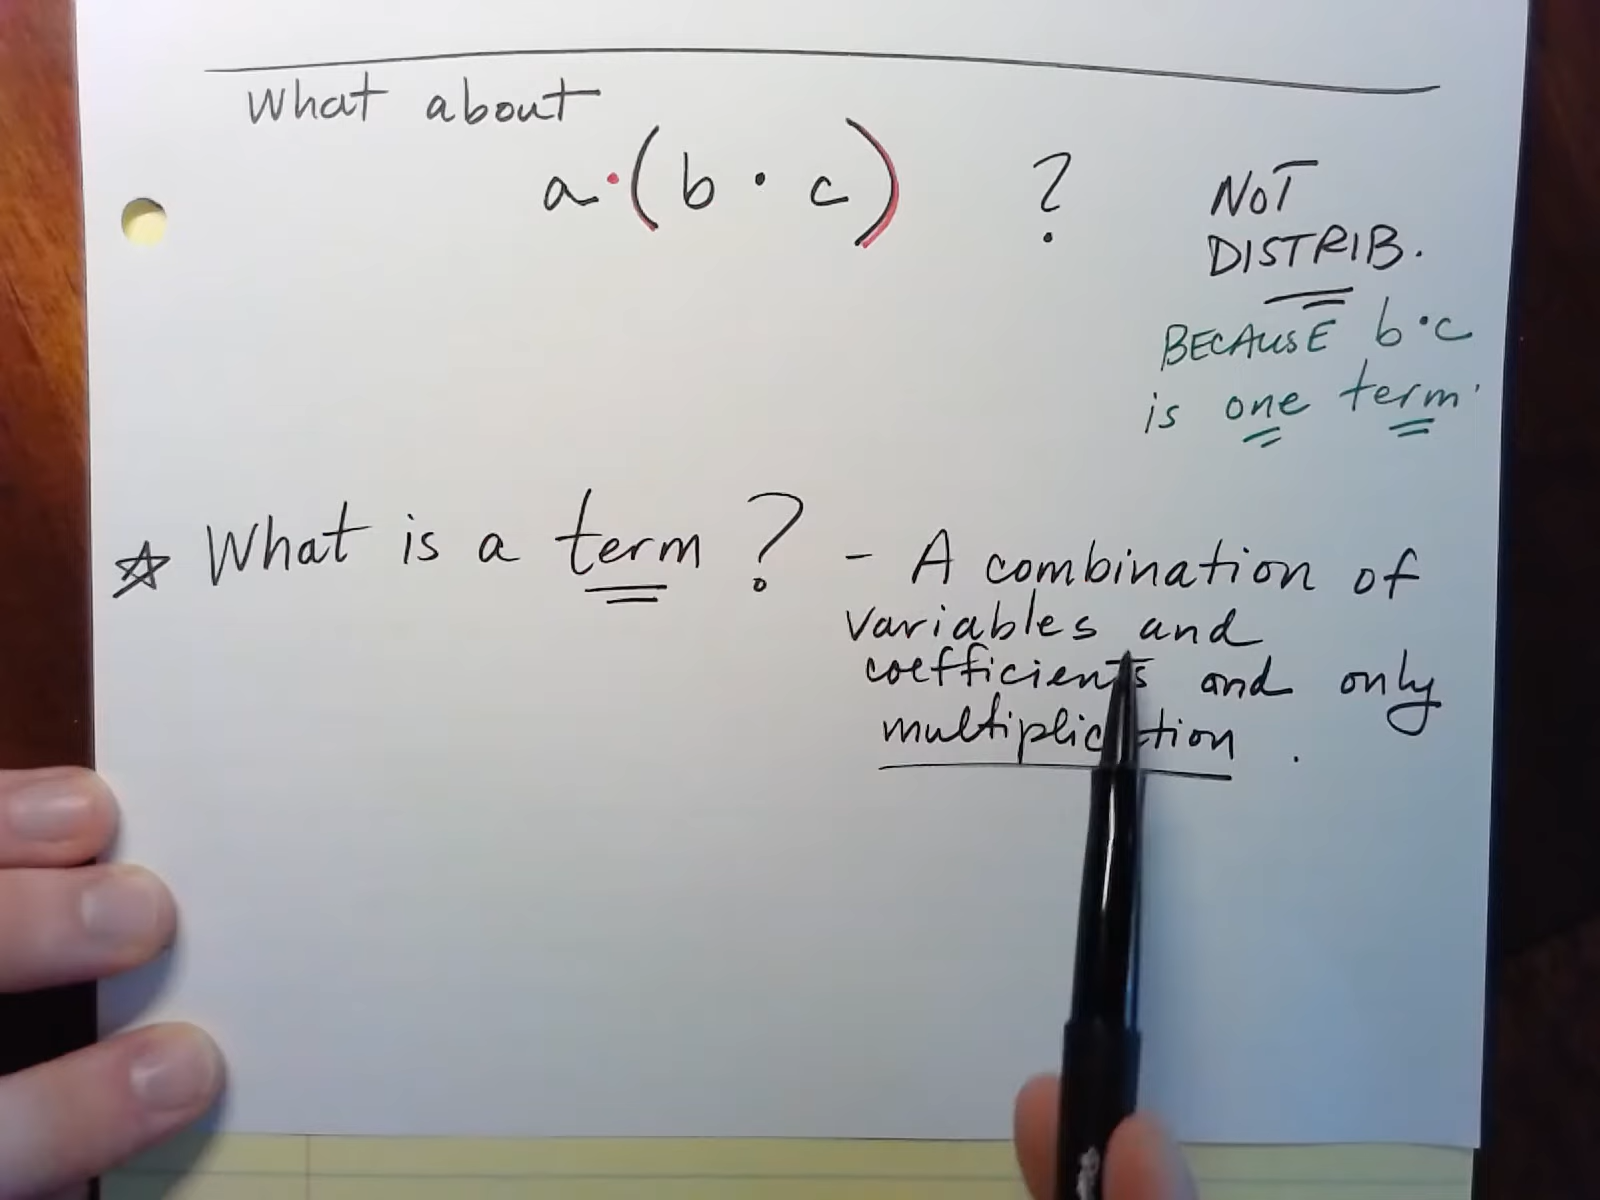 What about
a·(b · c) ?
NOT
DISTRIB.
BECAUSE b·c
is one term.
☆ What is a term? - A combination of
variables and
coefficients and only
multiplication.